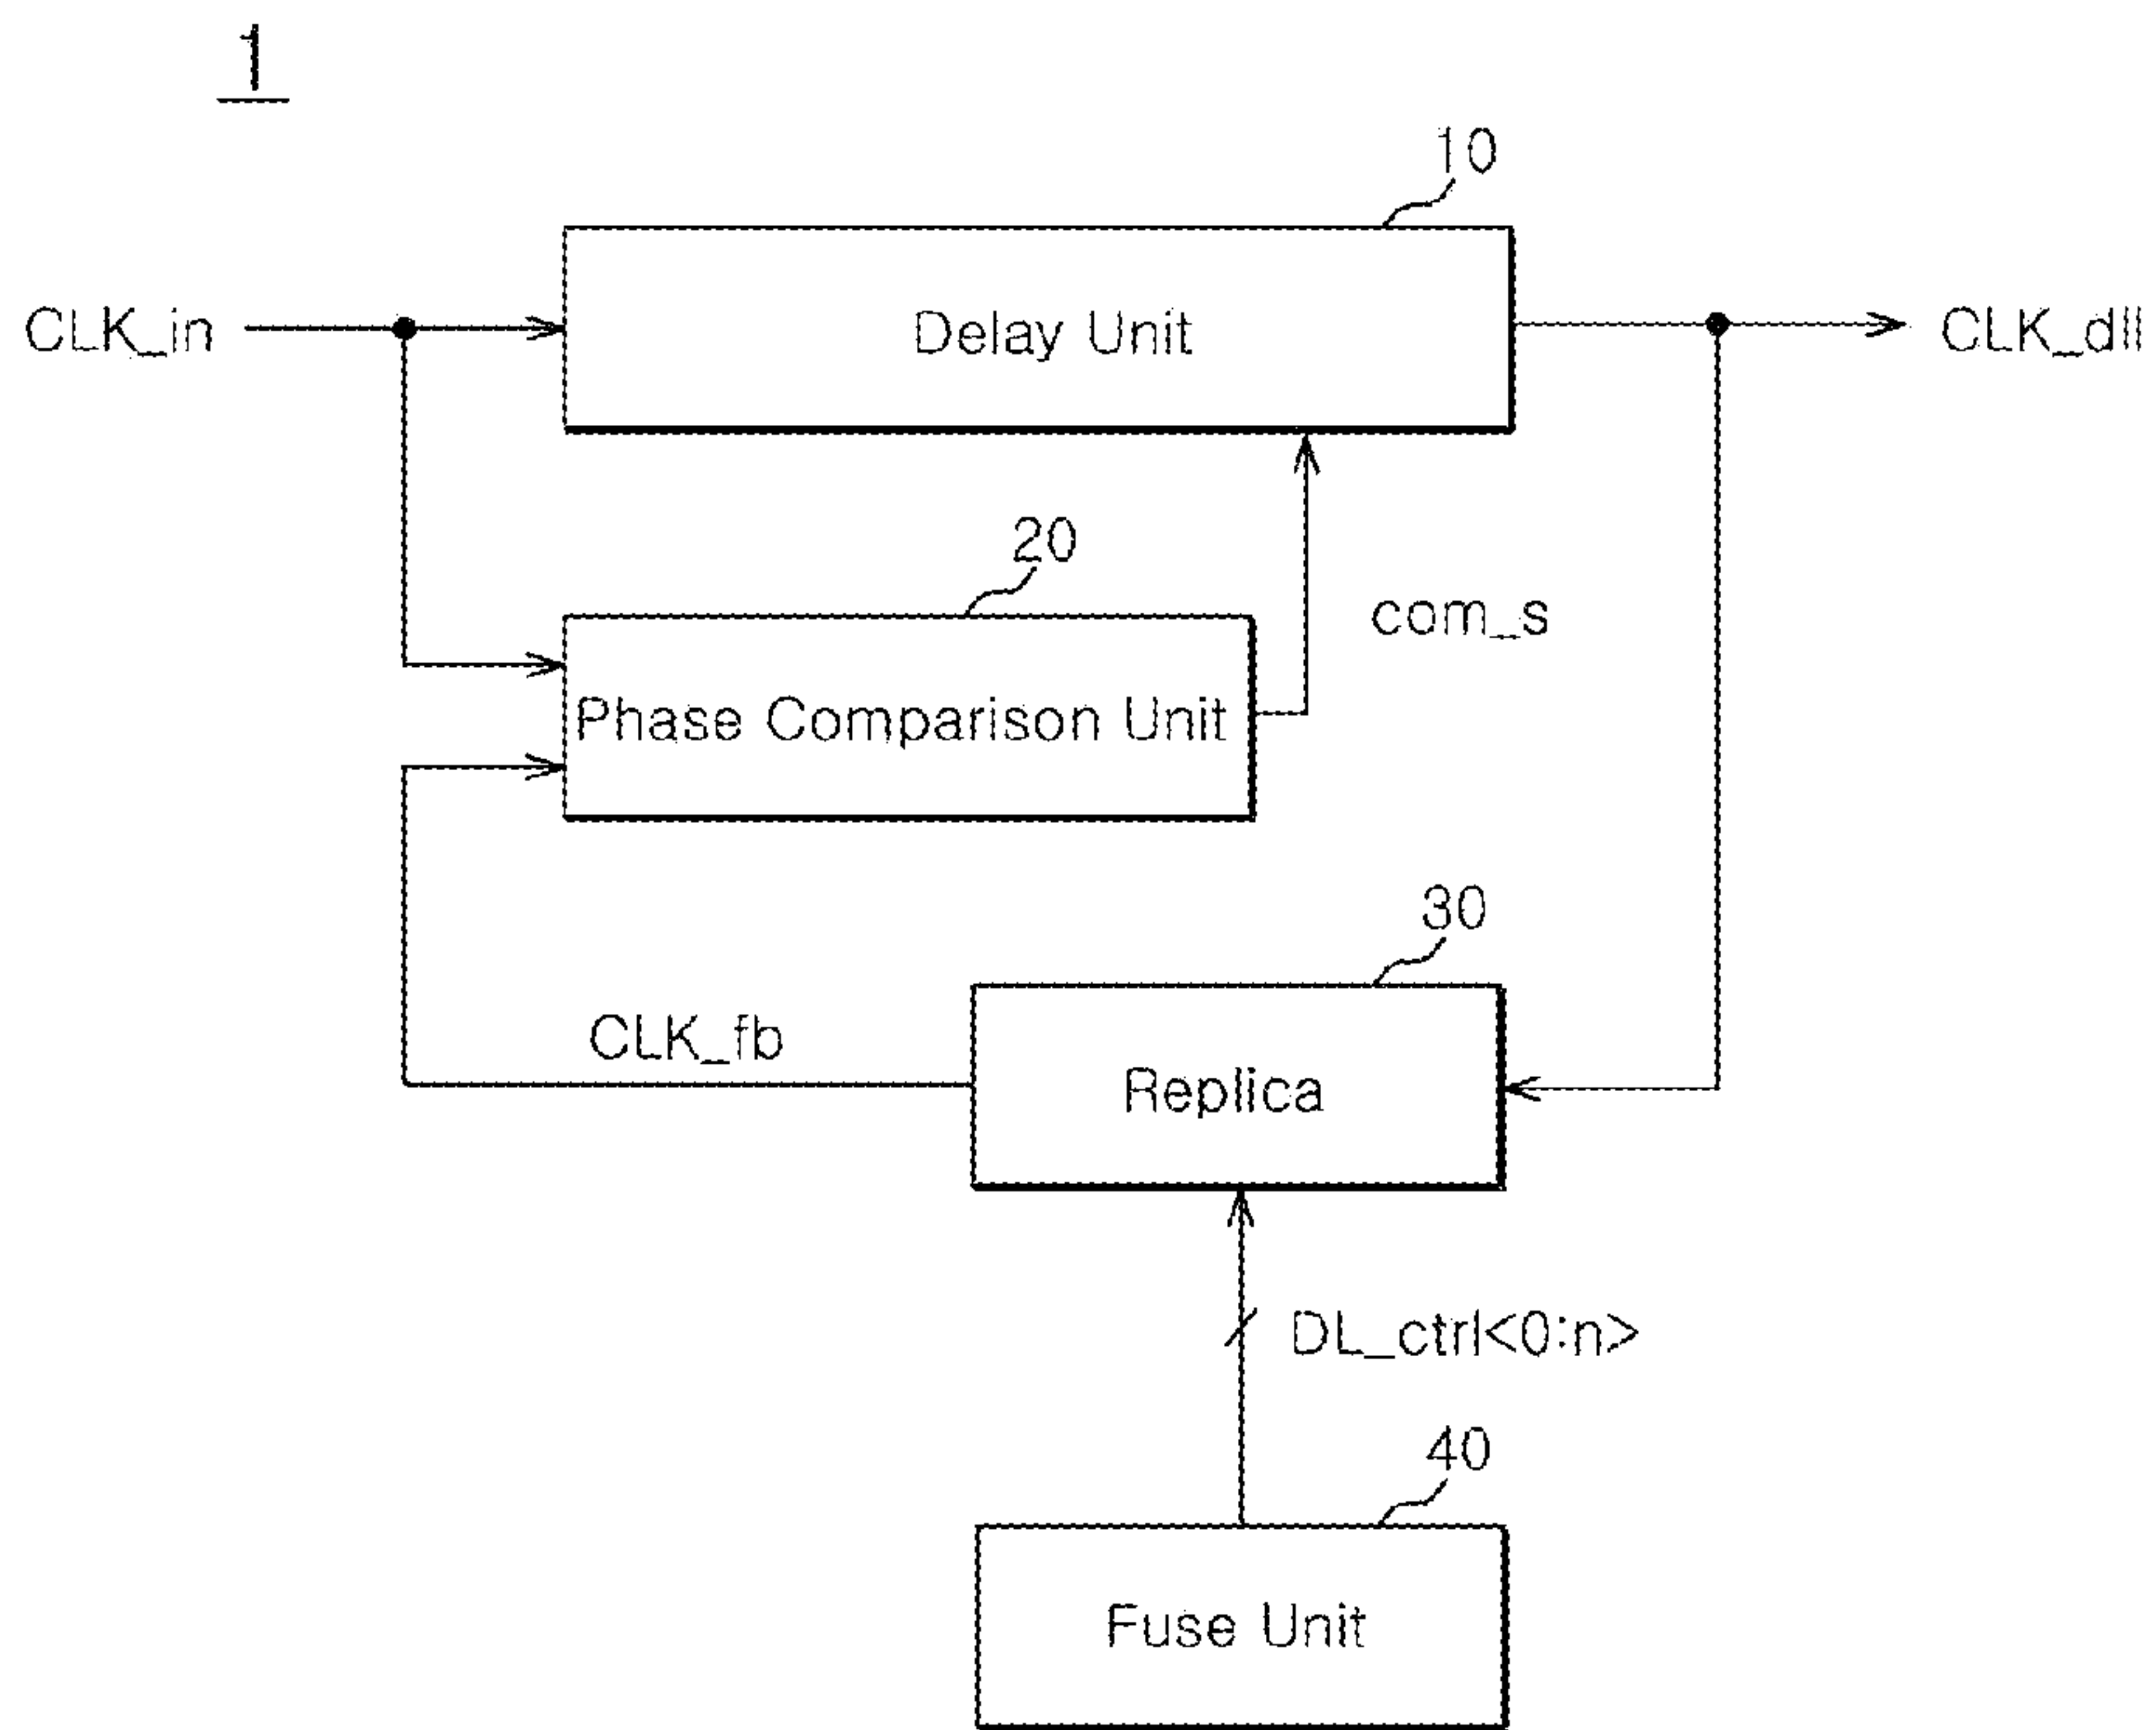 1
10
CLK_in
Delay Unit
CLK_dll
20
com_s
Phase Comparison Unit
30
CLK_fb
Replica
DL_ctrl<0:n>
40
Fuse Unit